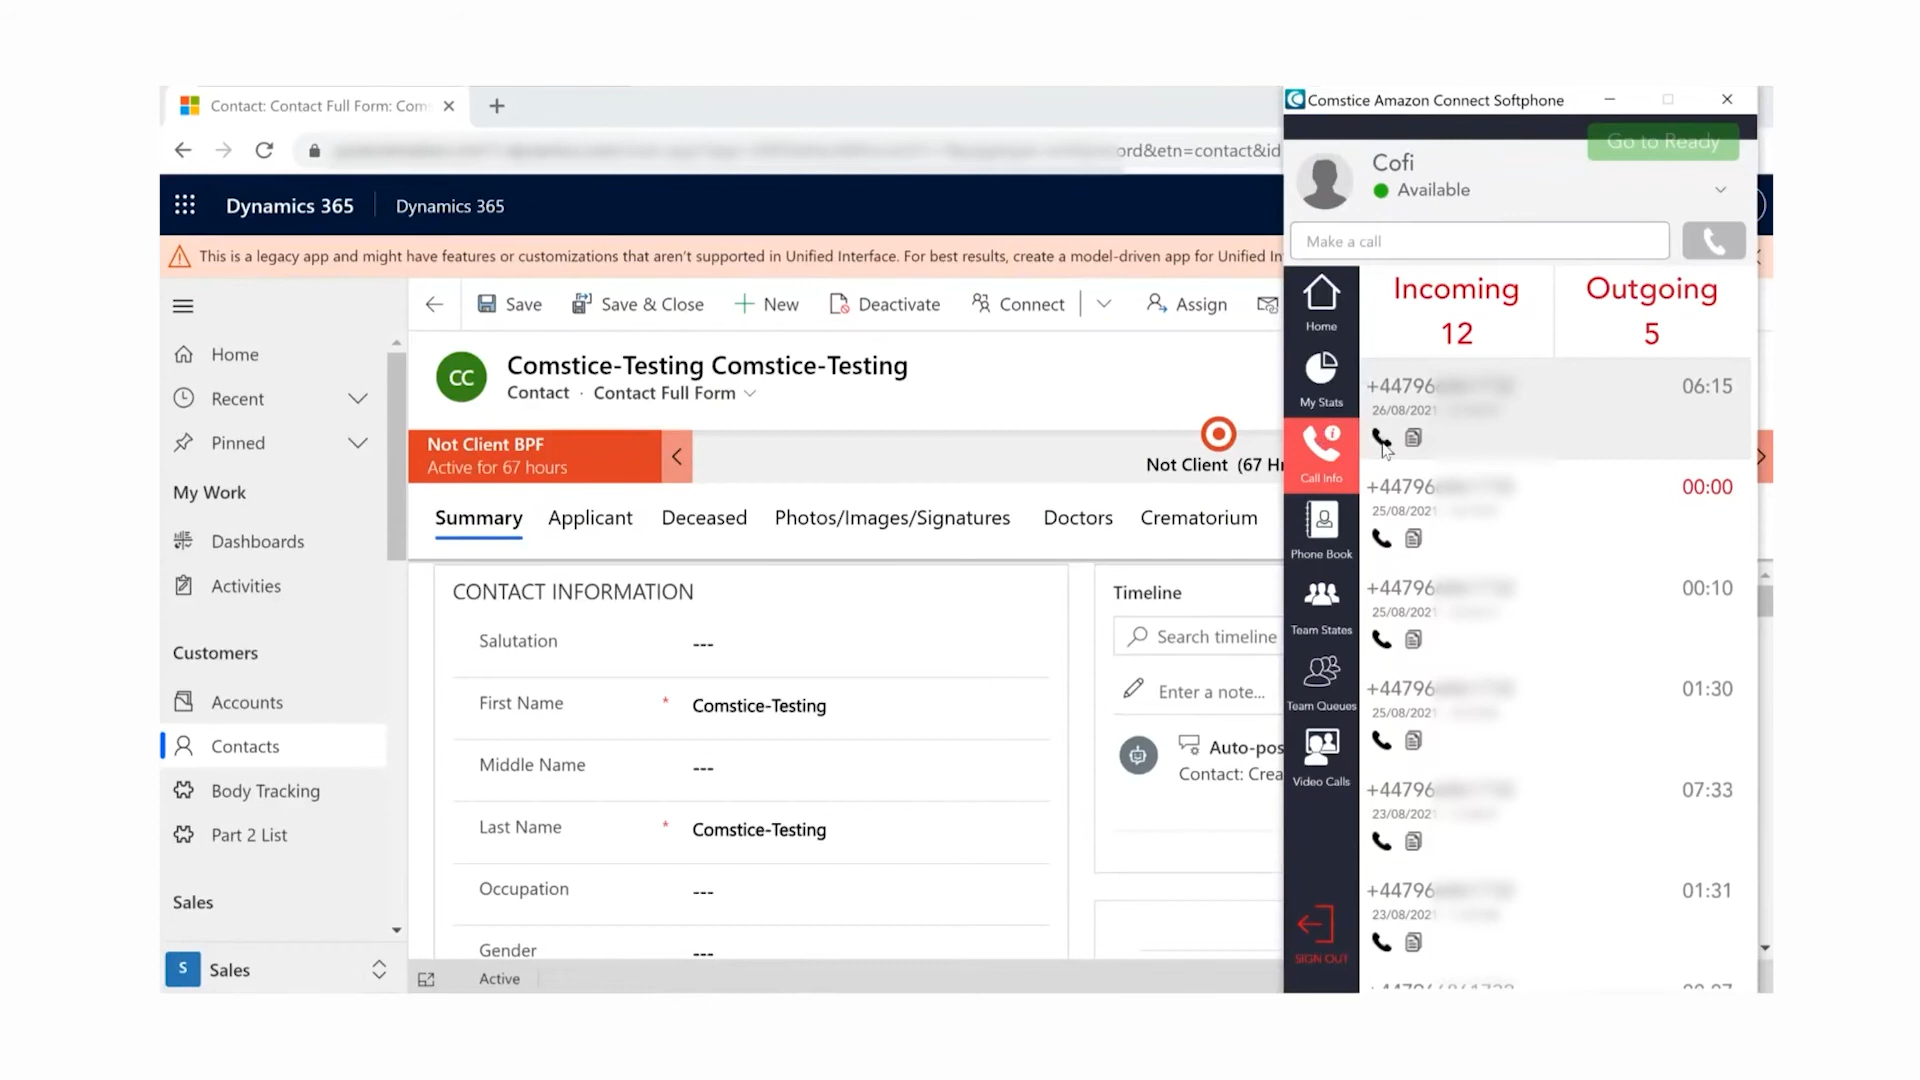 Contact: Contact Full Form: Com
ord&etn=contact&id
Dynamics 365
Dynamics 365
This is a legacy app and might have features or customizations that aren't supported in Unified Interface. For best results, create a model-driven app for Unified In
Save
Save & Close
New
Deactivate
Connect
Assign
Home
Recent
Pinned
My Work
Dashboards
Activities
Customers
Accounts
Contacts
Body Tracking
Part 2 List
Sales
S
Sales
CC
Comstice-Testing Comstice-Testing
Contact · Contact Full Form
Not Client BPF
Active for 67 hours
Not Client (67 H
Summary
Applicant
Deceased
Photos/Images/Signatures
Doctors
Crematorium
CONTACT INFORMATION
Salutation ---
First Name * Comstice-Testing
Middle Name ---
Last Name * Comstice-Testing
Occupation ---
Gender ---
Active
Timeline
Search timeline
Enter a note...
Auto-pos
Contact: Crea
Comstice Amazon Connect Softphone
Go to Ready
Cofi
Available
Make a call
Home
My Stats
Call Info
Phone Book
Team States
Team Queues
Video Calls
SIGN OUT
Incoming
12
Outgoing
5
+44796 06:15
26/08/2021
+44796 00:00
25/08/2021
+44796 00:10
25/08/2021
+44796 01:30
25/08/2021
+44796 07:33
23/08/2021
+44796 01:31
23/08/2021